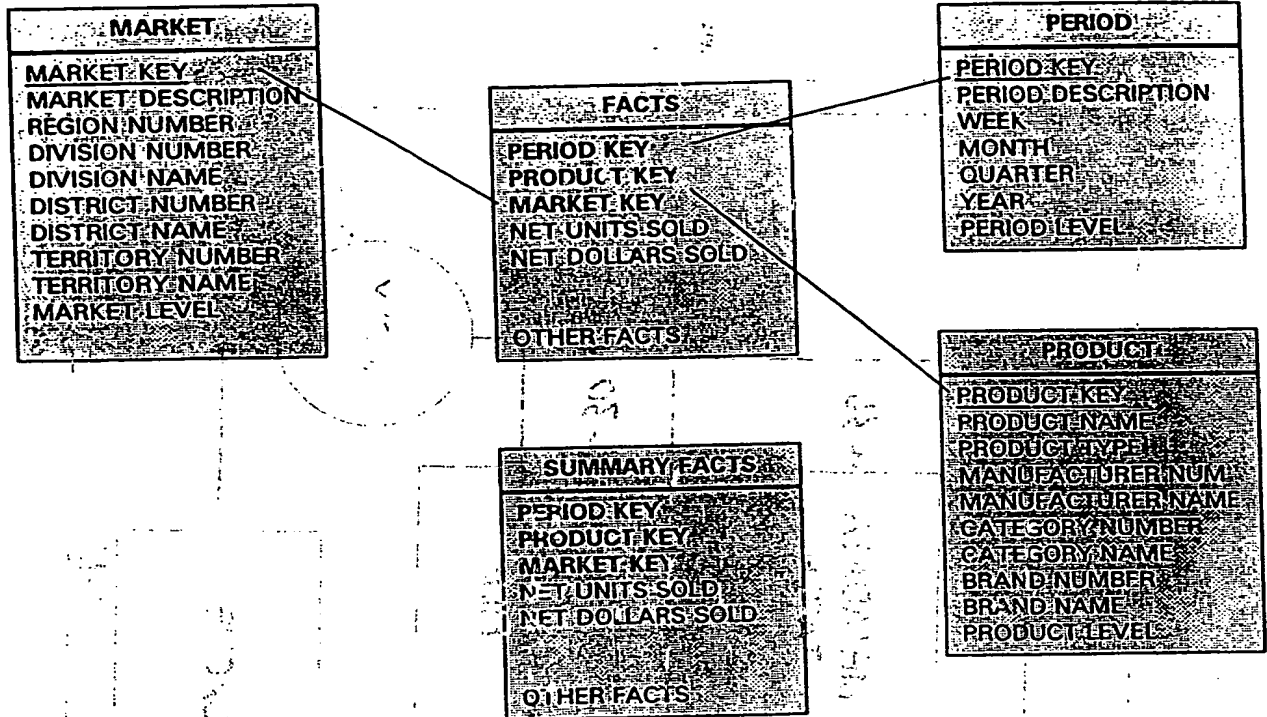 MARKET
MARKET KEY
MARKET DESCRIPTION
REGION NUMBER
DIVISION NUMBER
DIVISION NAME
DISTRICT NUMBER
DISTRICT NAME
TERRITORY NUMBER
TERRITORY NAME
MARKET LEVEL
FACTS
PERIOD KEY
PRODUCT KEY
MARKET KEY
NET UNITS SOLD
NET DOLLARS SOLD
OTHER FACTS
PERIOD
PERIOD KEY
PERIOD DESCRIPTION
WEEK
MONTH
QUARTER
YEAR
PERIOD LEVEL
SUMMARY FACTS
PERIOD KEY
PRODUCT KEY
MARKET KEY
NET UNITS SOLD
NET DOLLARS SOLD
OTHER FACTS
PRODUCT
PRODUCT KEY
PRODUCT NAME
PRODUCT TYPE
MANUFACTURER NUM
MANUFACTURER NAME
CATEGORY NUMBER
CATEGORY NAME
BRAND NUMBER
BRAND NAME
PRODUCT LEVEL